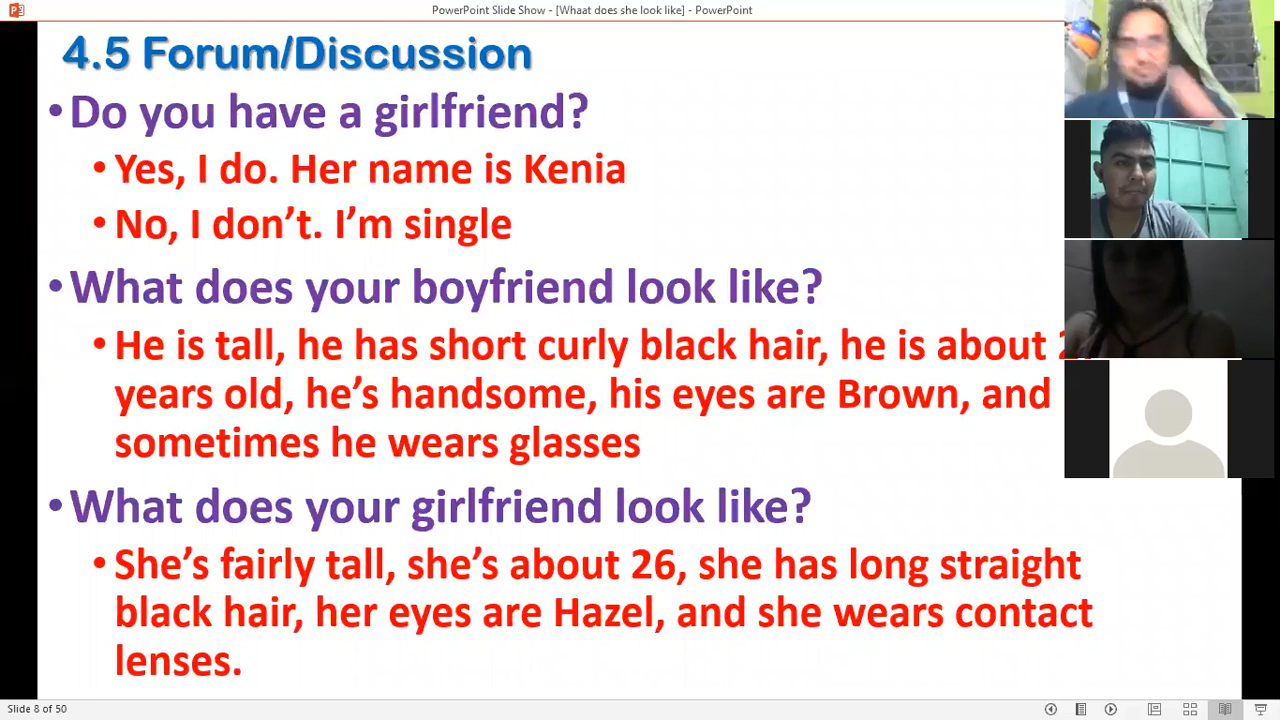 PowerPoint Slide Show - [Whaat does she look like] - PowerPoint
4.5 Forum/Discussion
•Do you have a girlfriend?
•Yes, I do. Her name is Kenia
•No, I don't. I'm single
•What does your boyfriend look like?
•He is tall, he has short curly black hair, he is about
years old, he's handsome, his eyes are Brown, and
sometimes he wears glasses
•What does your girlfriend look like?
•She's fairly tall, she's about 26, she has long straight
black hair, her eyes are Hazel, and she wears contact
lenses.
Slide 8 of 50